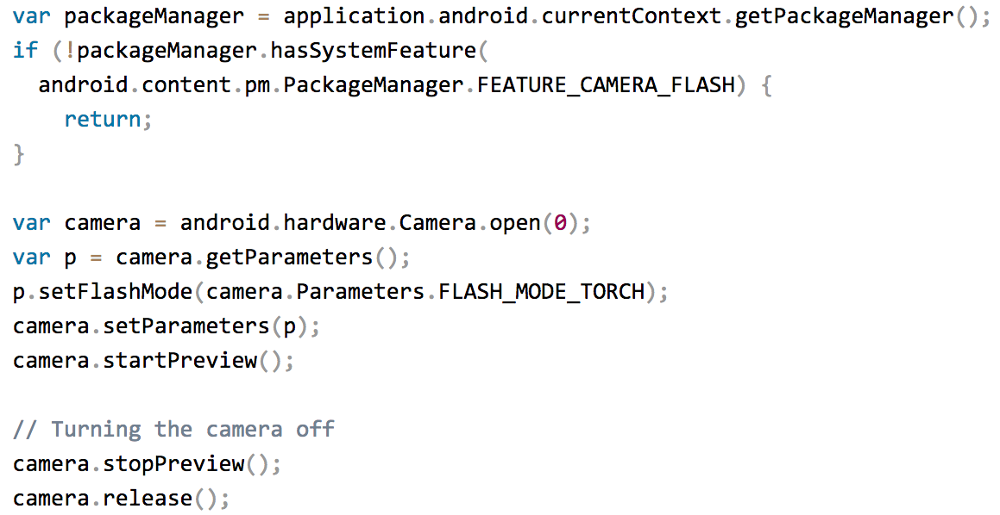 var packageManager = application.android.currentContext.getPackageManager();
if (!packageManager.hasSystemFeature(
  android.content.pm.PackageManager.FEATURE_CAMERA_FLASH) {
    return;
}

var camera = android.hardware.Camera.open(0);
var p = camera.getParameters();
p.setFlashMode(camera.Parameters.FLASH_MODE_TORCH);
camera.setParameters(p);
camera.startPreview();

// Turning the camera off
camera.stopPreview();
camera.release();